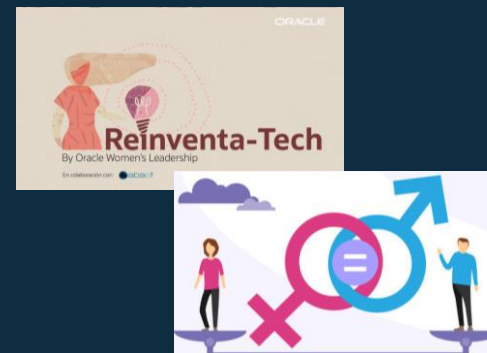 ORACLE
Reinventa-Tech
By Oracle Women's Leadership
En colaboración con
=